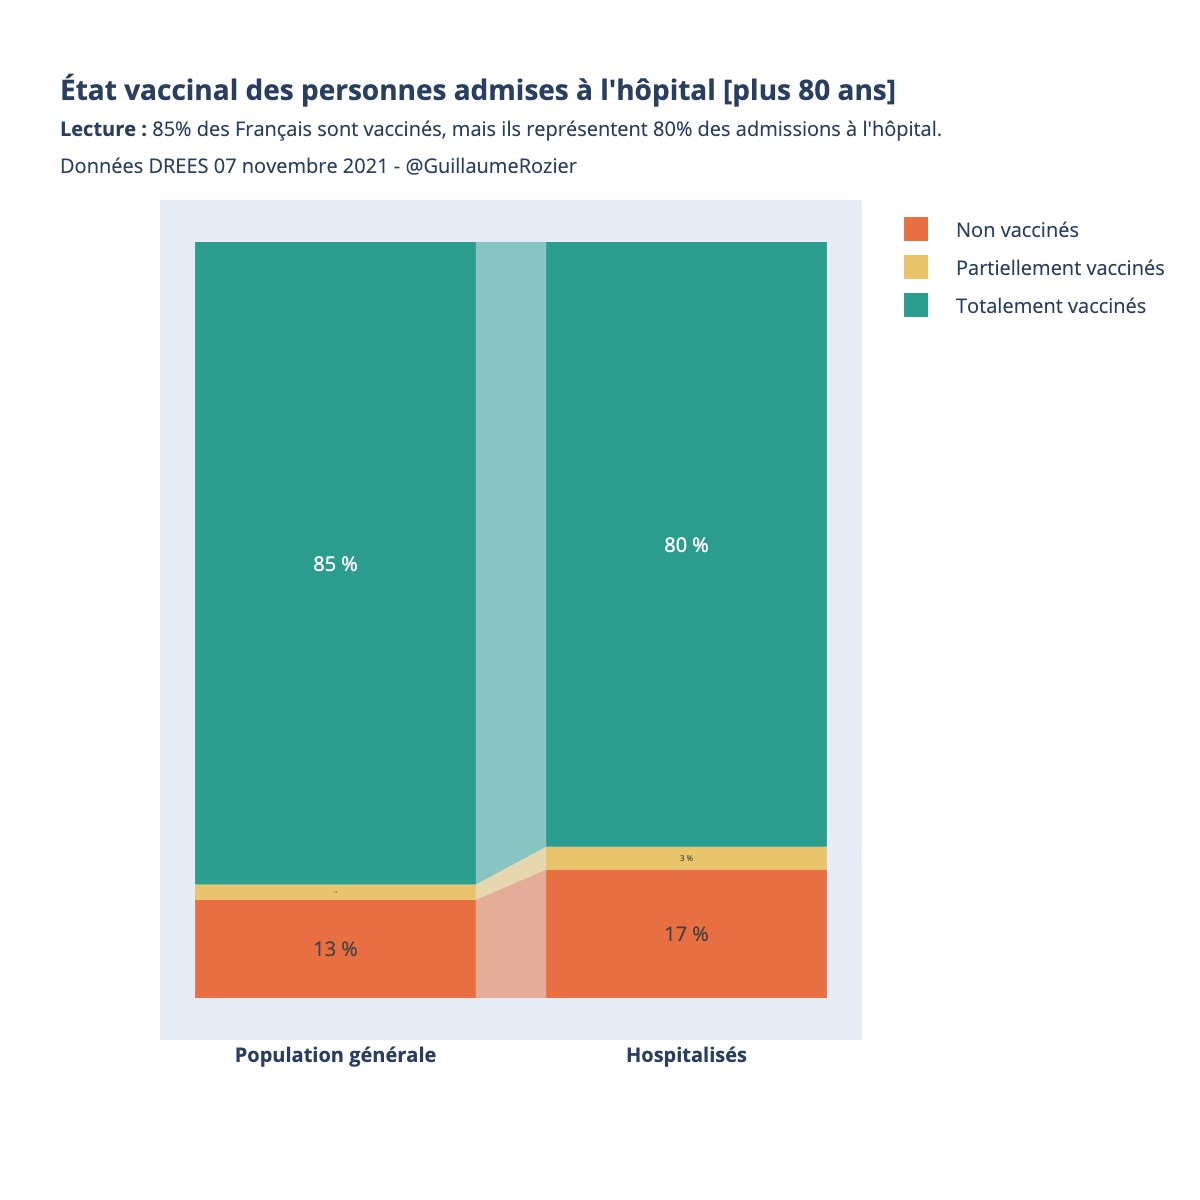 État vaccinal des personnes admises à l'hôpital [plus 80 ans]
Lecture : 85% des Français sont vaccinés, mais ils représentent 80% des admissions à l'hôpital.
Données DREES 07 novembre 2021 - @GuillaumeRozier
Non vaccinés
Partiellement vaccinés
Totalement vaccinés
85 %
80 %
3 %
13 %
17 %
Population générale
Hospitalisés